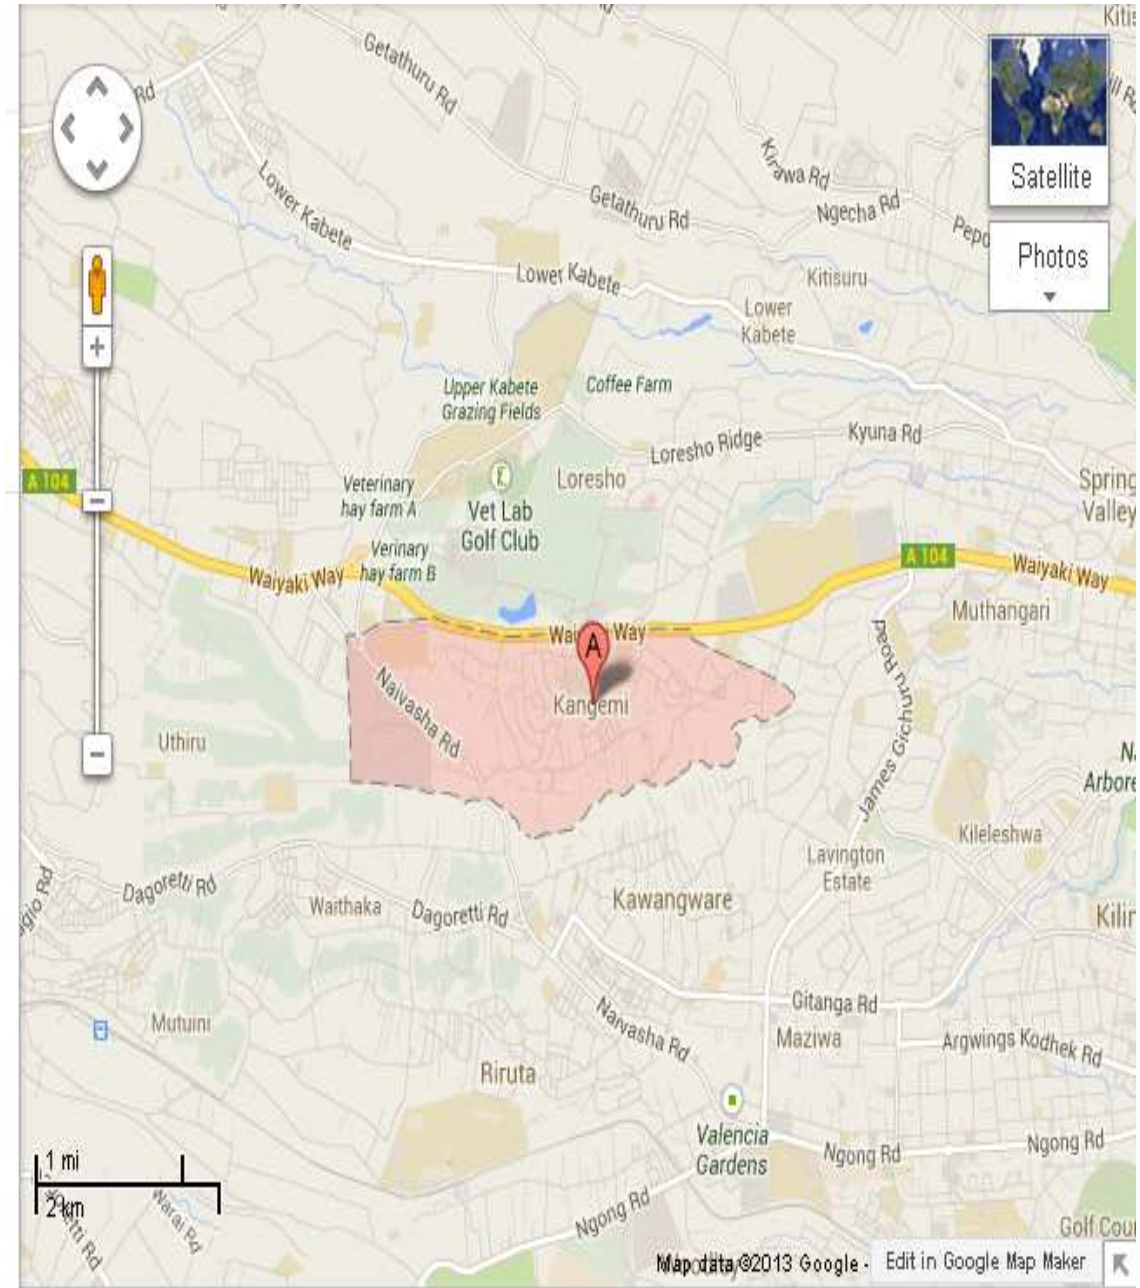 Getathuru Rd
Rd
Kirawa Rd
Lower Kabete
Getathuru Rd
Ngecha Rd
Satellite
Photos
Lower Kabete
Kitisuru
Lower
Kabete
Upper Kabete
Grazing Fields
Coffee Farm
Loresho Ridge
Kyuna Rd
A 104
Veterinary
hay farm A
Loresho
Spring
Valley
Vet Lab
Golf Club
Verinary
hay farm B
Waiyaki Way
A 104
Waiyaki Way
Muthangari
Way
A
Kangemi
Naivasha Rd
James Gichuru Road
Uthiru
Kileleshwa
Lavington
Estate
Dagoretti Rd
Waithaka
Dagoretti Rd
Kawangware
Gitanga Rd
Mutuini
Naivasha Rd
Maziwa
Argwings Kodhek Rd
Riruta
Valencia
Gardens
Ngong Rd
Ngong Rd
1 mi
2 km
Warai Rd
Ngong Rd
Golf Cour
Map data ©2013 Google -
Edit in Google Map Maker